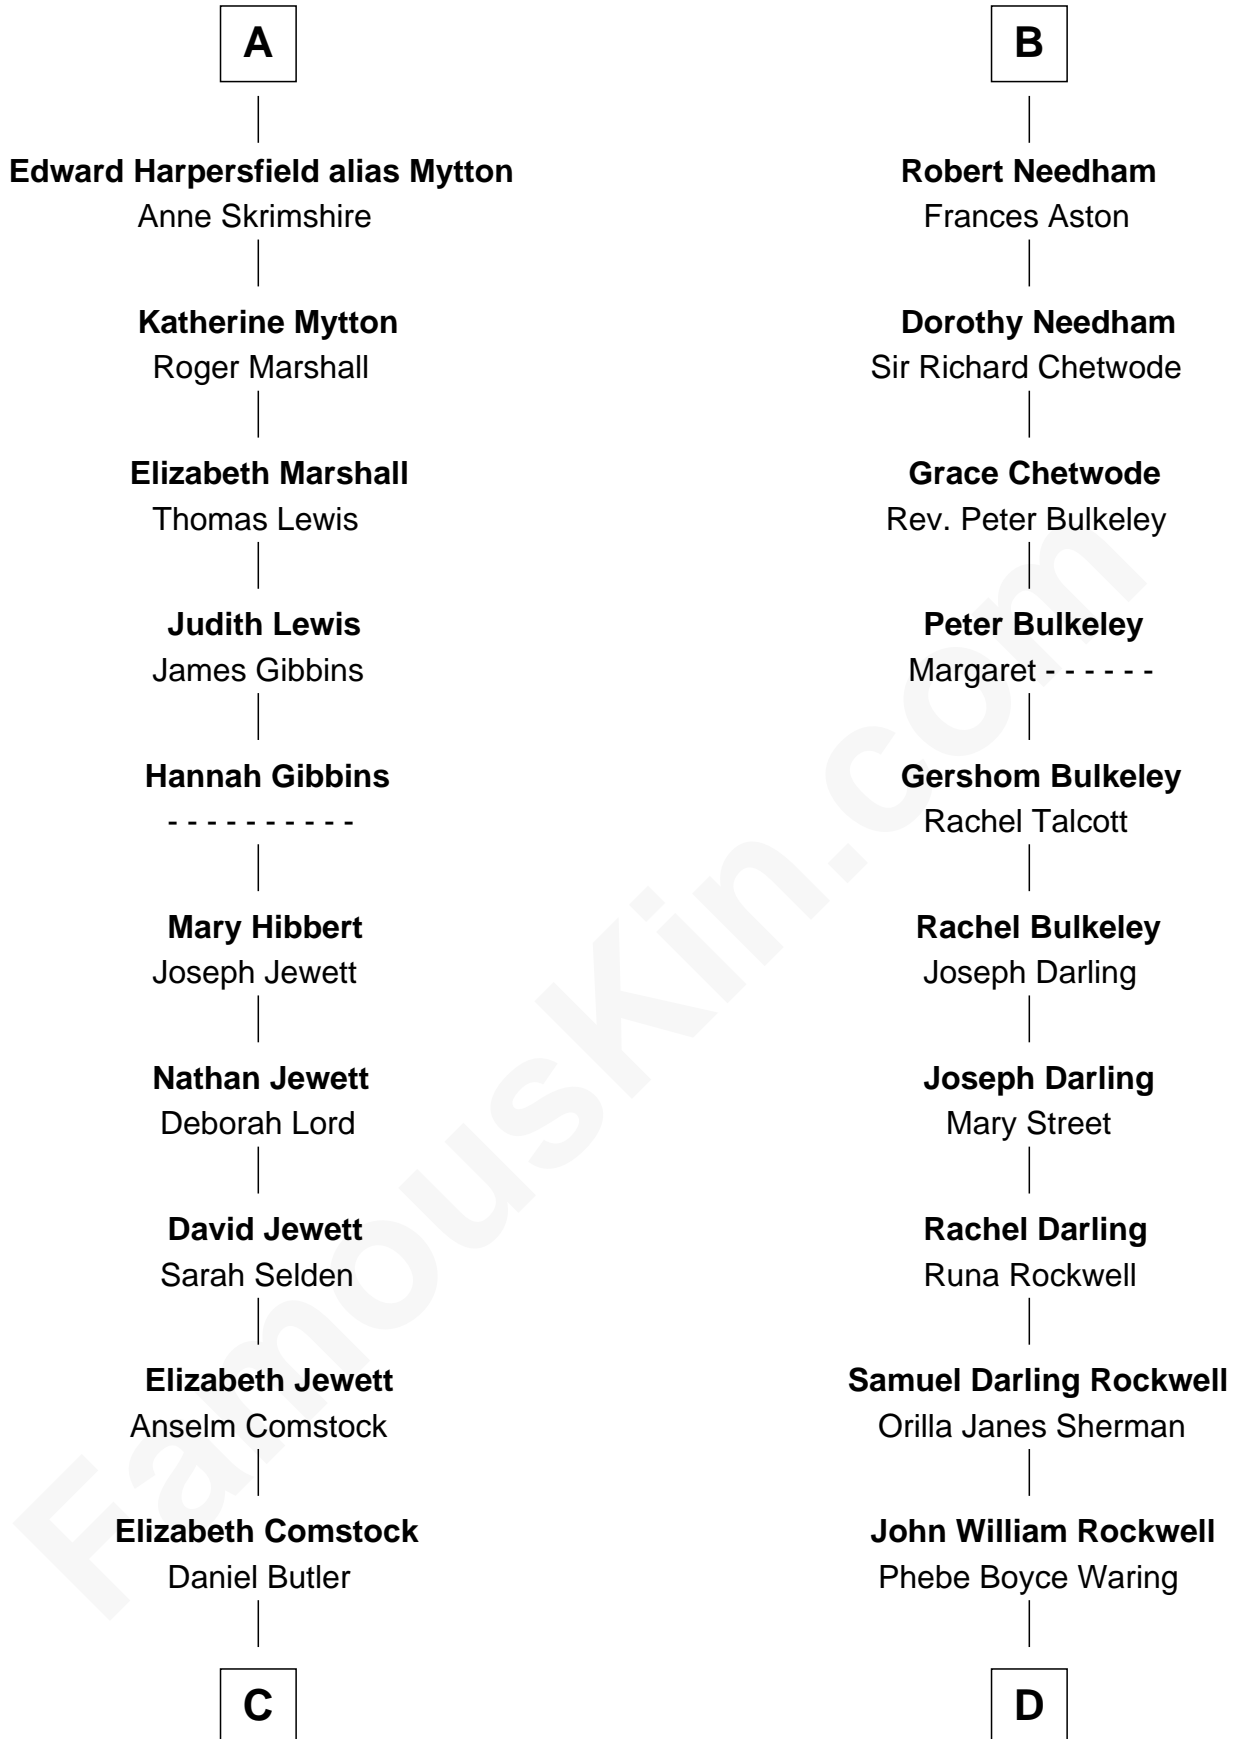 A
Edward Harpersfield alias Mytton
Anne Skrimshire
Katherine Mytton
Roger Marshall
Elizabeth Marshall
Thomas Lewis
Judith Lewis
James Gibbins
Hannah Gibbins
- - - - - - - - - -
Mary Hibbert
Joseph Jewett
Nathan Jewett
Deborah Lord
David Jewett
Sarah Selden
Elizabeth Jewett
Anselm Comstock
Elizabeth Comstock
Daniel Butler
C
B
Robert Needham
Frances Aston
Dorothy Needham
Sir Richard Chetwode
Grace Chetwode
Rev. Peter Bulkeley
Peter Bulkeley
Margaret - - - - - -
Gershom Bulkeley
Rachel Talcott
Rachel Bulkeley
Joseph Darling
Joseph Darling
Mary Street
Rachel Darling
Runa Rockwell
Samuel Darling Rockwell
Orilla Janes Sherman
John William Rockwell
Phebe Boyce Waring
D
FamousKin.com